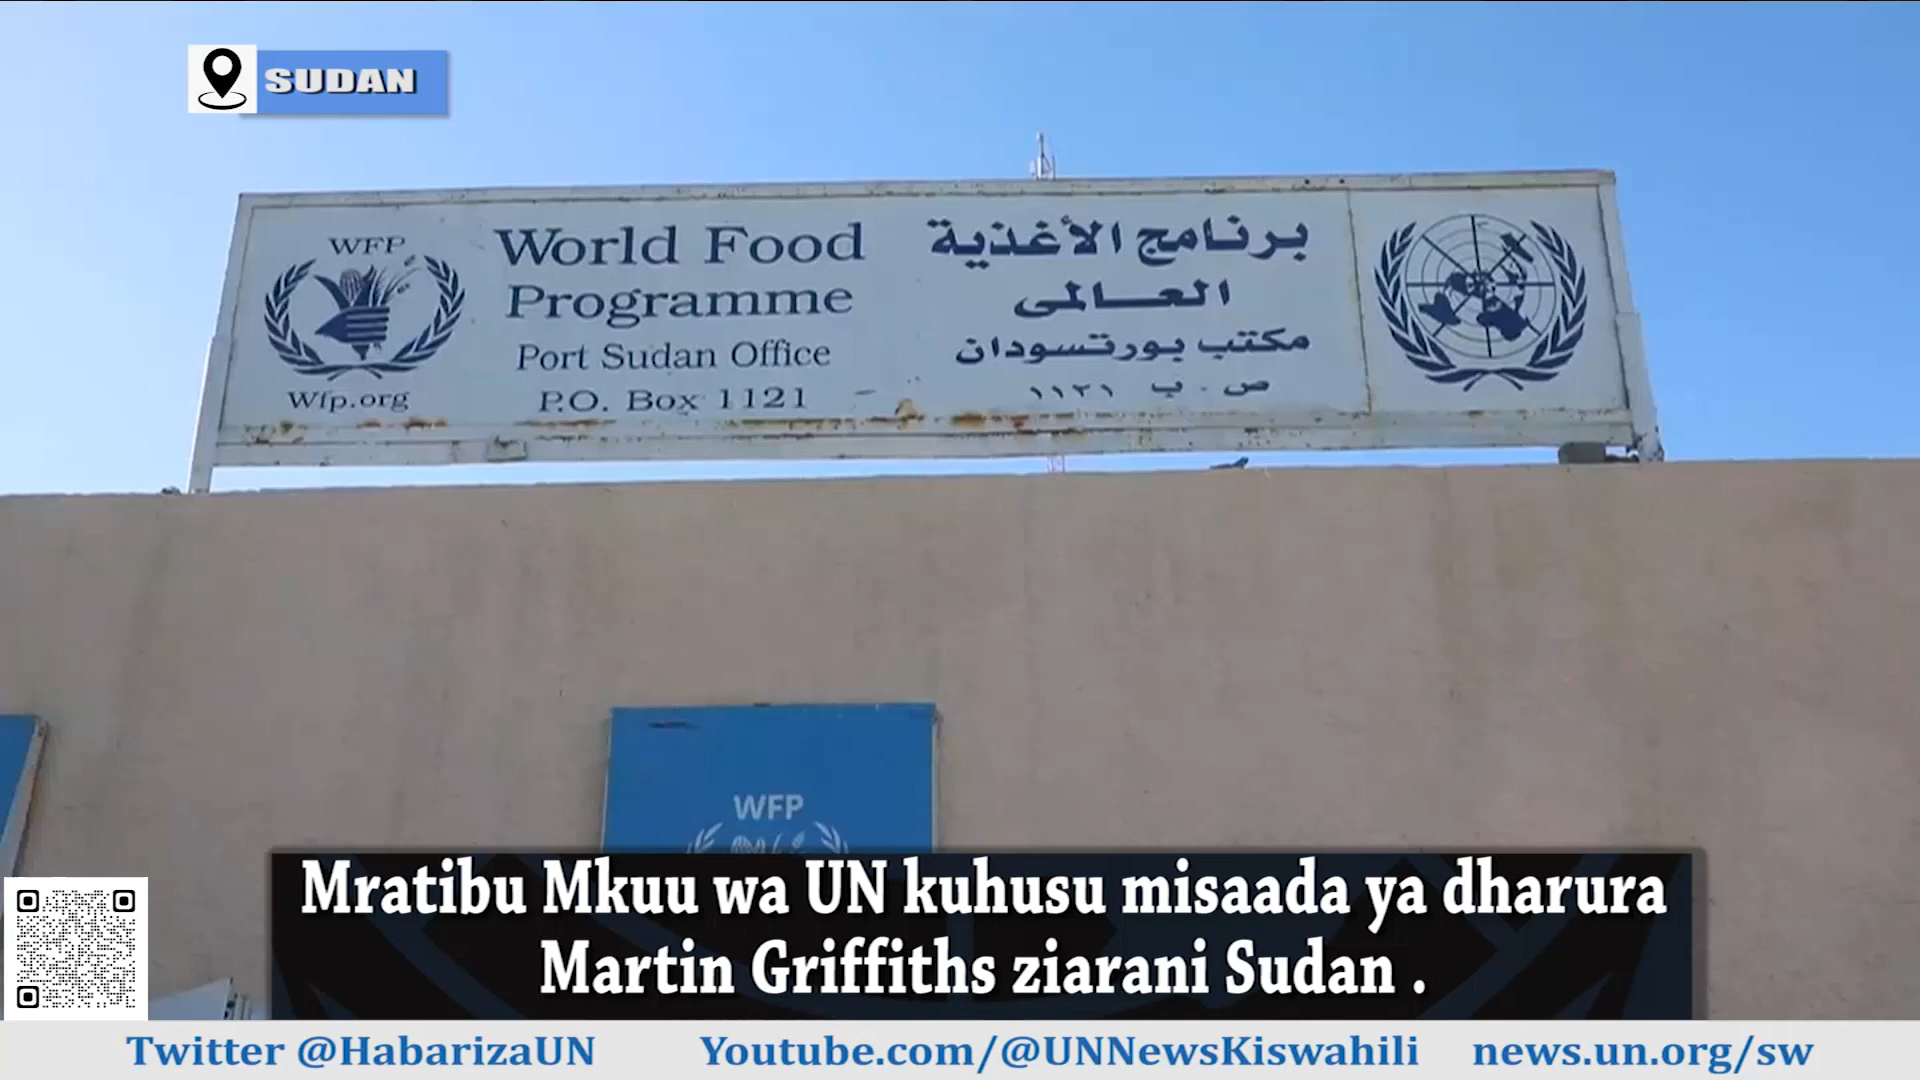 SUDAN
WFP
Wfp.org
World Food
Programme
Port Sudan Office
P.O. Box 1121
برنامج الأغذية
العـــالمى
مكتب بورتسودان
ص . ب ١١٢١
WFP
Mratibu Mkuu wa UN kuhusu misaada ya dharura
Martin Griffiths ziarani Sudan .
Twitter @HabarizaUN Youtube.com/@UNNewsKiswahili news.un.org/sw